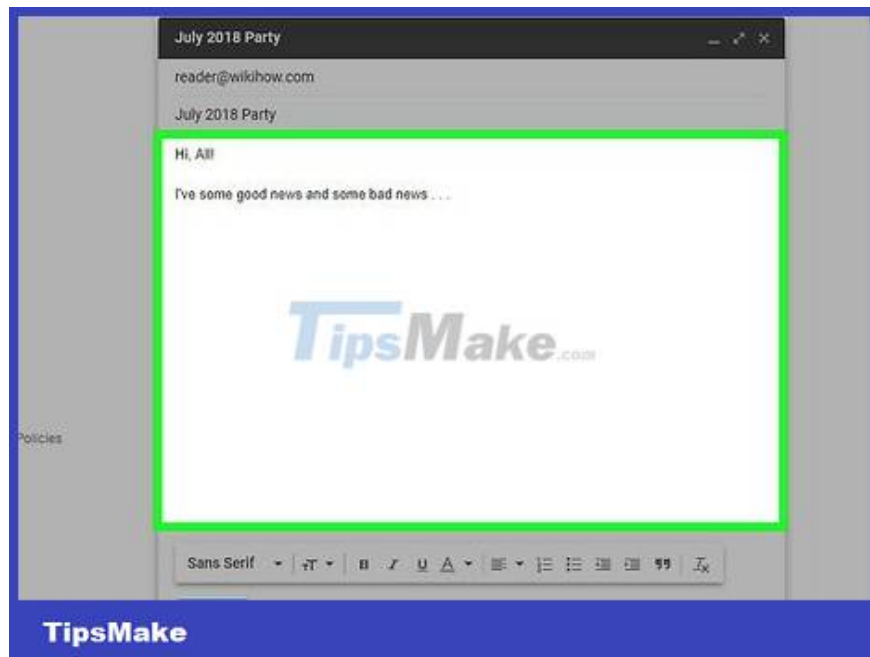 July 2018 Party
reader@wikihow.com
July 2018 Party
Hi, All!
I've some good news and some bad news . . .
TipsMake.com
Policies
Sans Serif
TipsMake